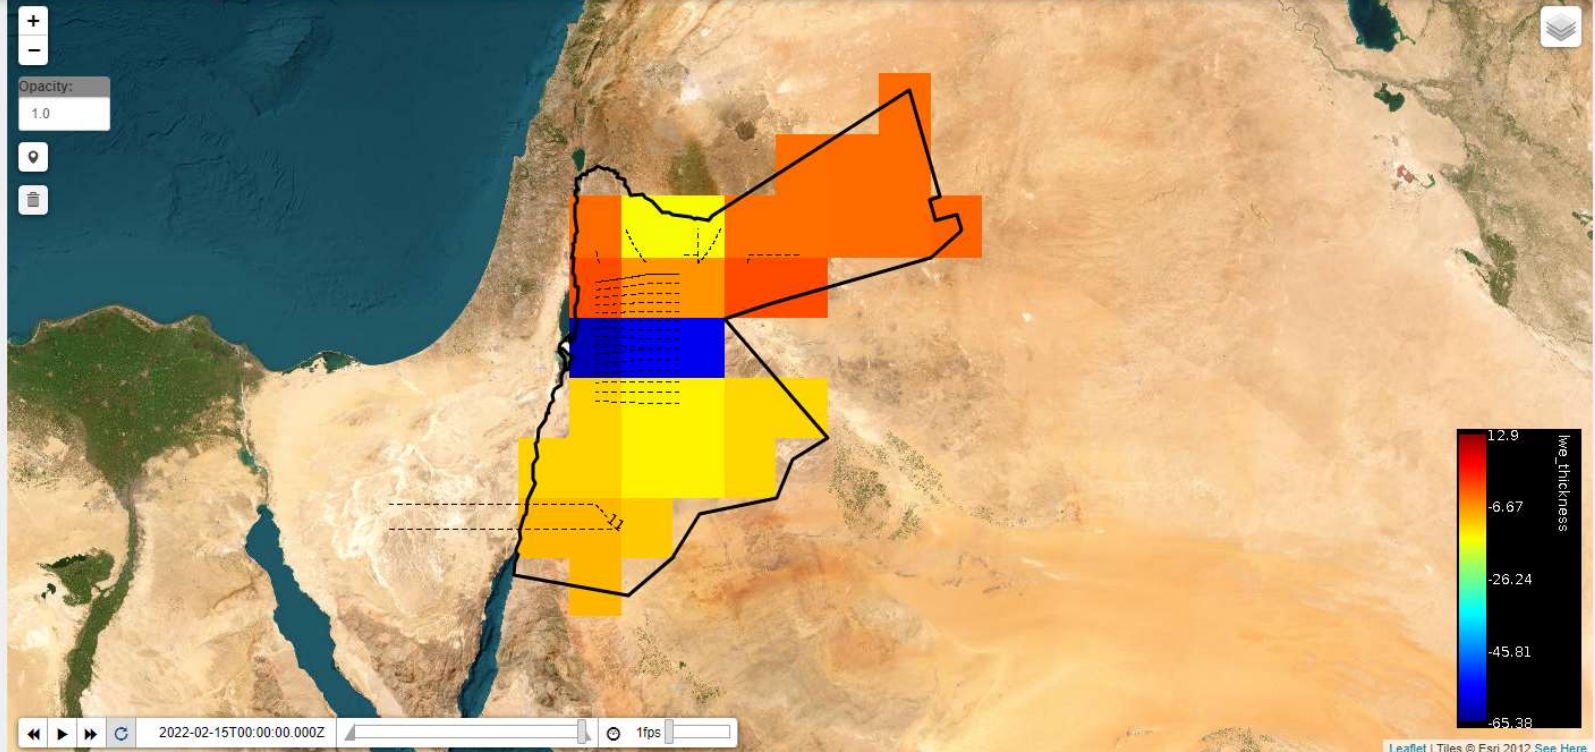 +
−
Opacity:
1.0
12.9
-6.67
-26.24
-45.81
-65.38
lwe_thickness
-11
2022-02-15T00:00:00.000Z
1fps
Leaflet | Tiles © Esri 2012 See Here